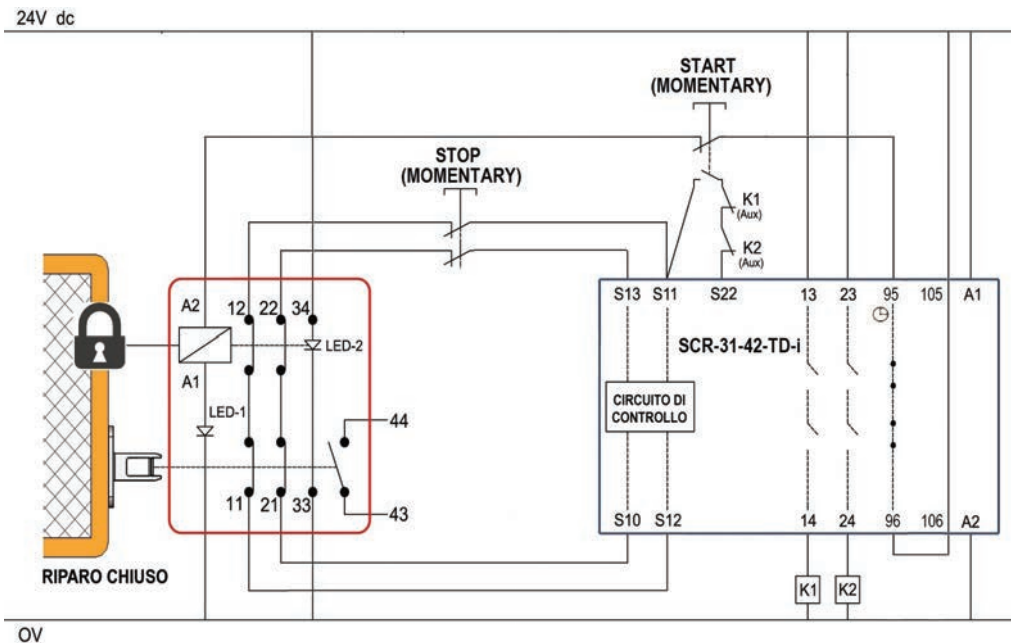 24V dc
START
(MOMENTARY)
STOP
(MOMENTARY)
K1
(Aux)
K2
(Aux)
A2 12 22 34
LED-2
A1
LED-1
44
11 21 33
43
RIPARO CHIUSO
S13 S11 S22 13 23 95 105 A1
SCR-31-42-TD-i
CIRCUITO DI
CONTROLLO
S10 S12 14 24 96 106 A2
K1 K2
OV